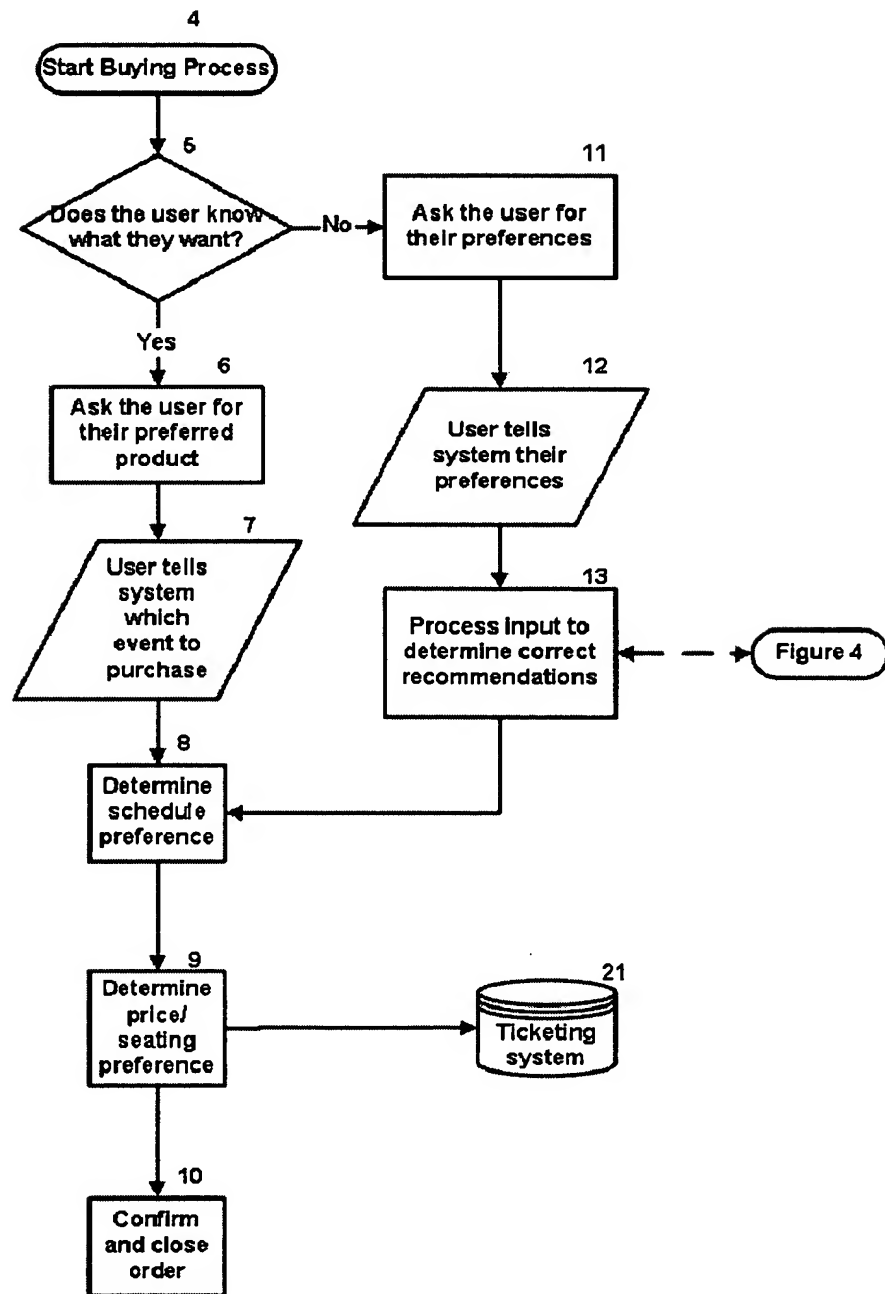 4
Start Buying Process
5
Does the user know
what they want?
No
11
Ask the user for
their preferences
Yes
6
Ask the user for
their preferred
product
12
User tells
system their
preferences
7
User tells
system
which
event to
purchase
13
Process input to
determine correct
recommendations
Figure 4
8
Determine
schedule
preference
9
Determine
price/
seating
preference
21
Ticketing
system
10
Confirm
and close
order